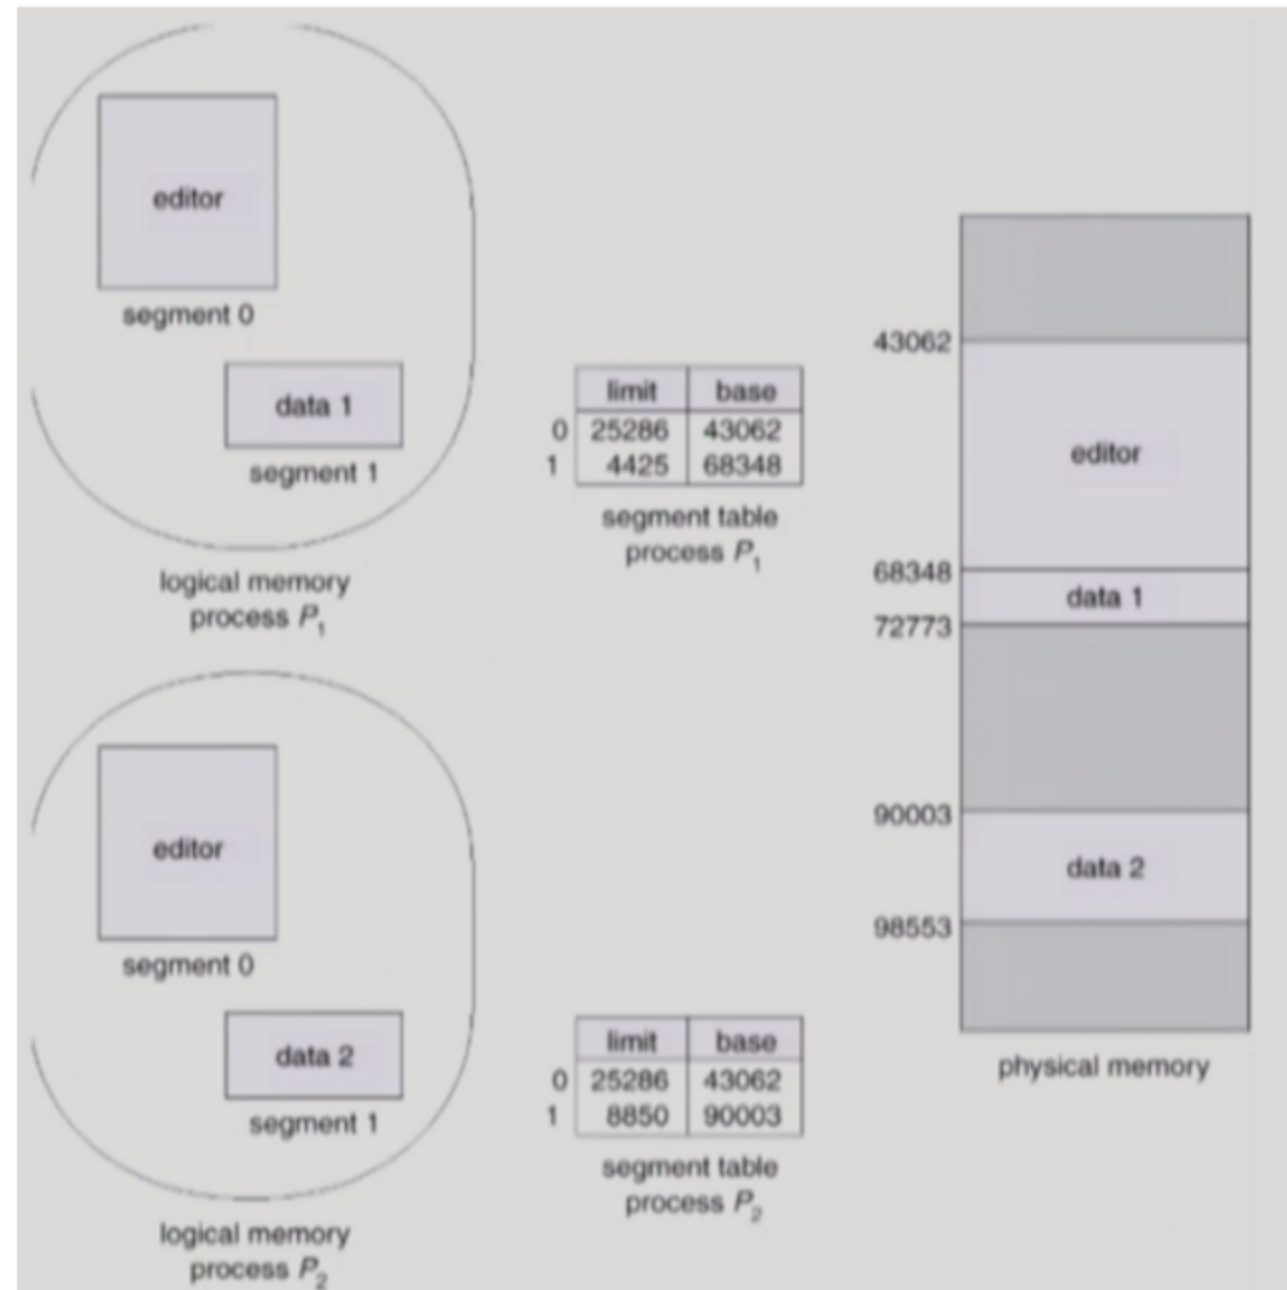 editor
segment 0
data 1
segment 1
logical memory
process P1
limit base
0 25286 43062
1 4425 68348
segment table
process P1
editor
segment 0
data 2
segment 1
logical memory
process P2
limit base
0 25286 43062
1 8850 90003
segment table
process P2
43062
editor
68348
data 1
72773
90003
data 2
98553
physical memory